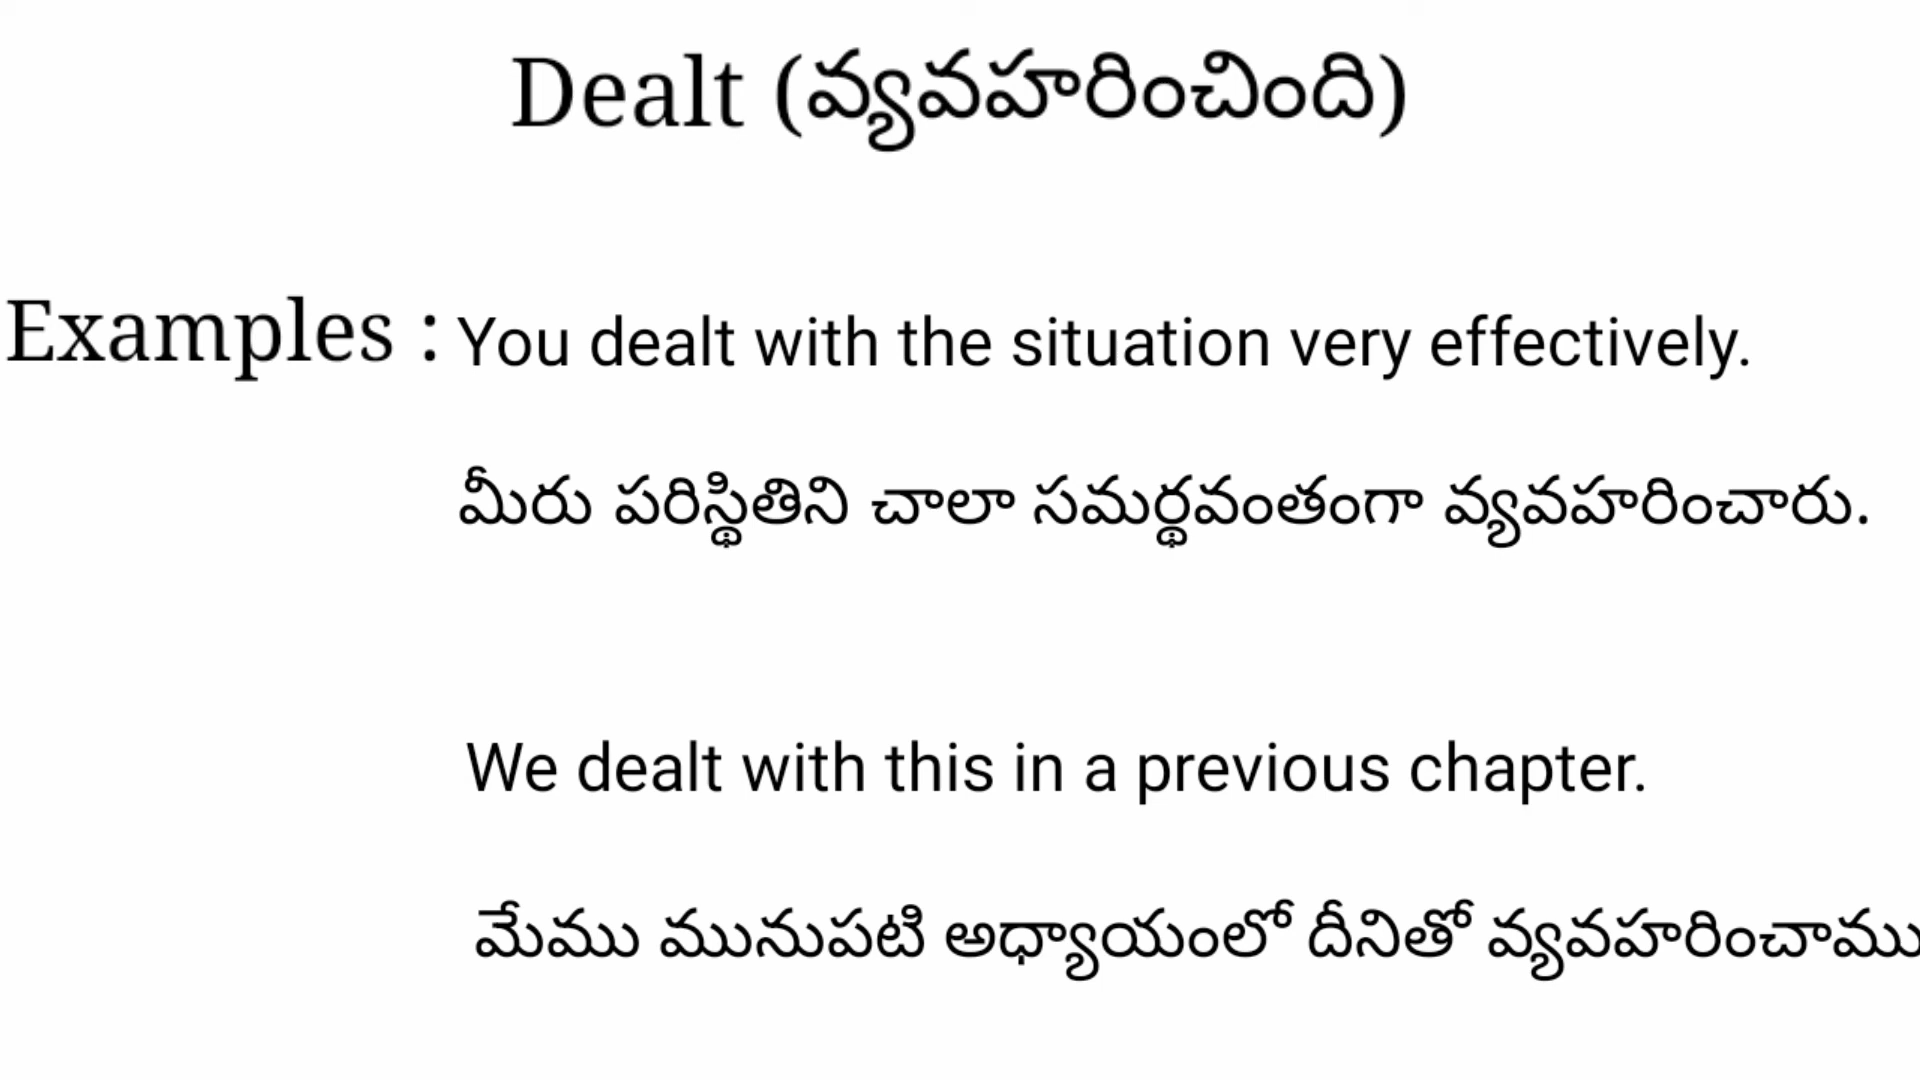 Dealt (వ్యవహరించింది)
Examples : You dealt with the situation very effectively.
మీరు పరిస్థితిని చాలా సమర్థవంతంగా వ్యవహరించారు.
We dealt with this in a previous chapter.
మేము మునుపటి అధ్యాయంలో దీనితో వ్యవహరించాము